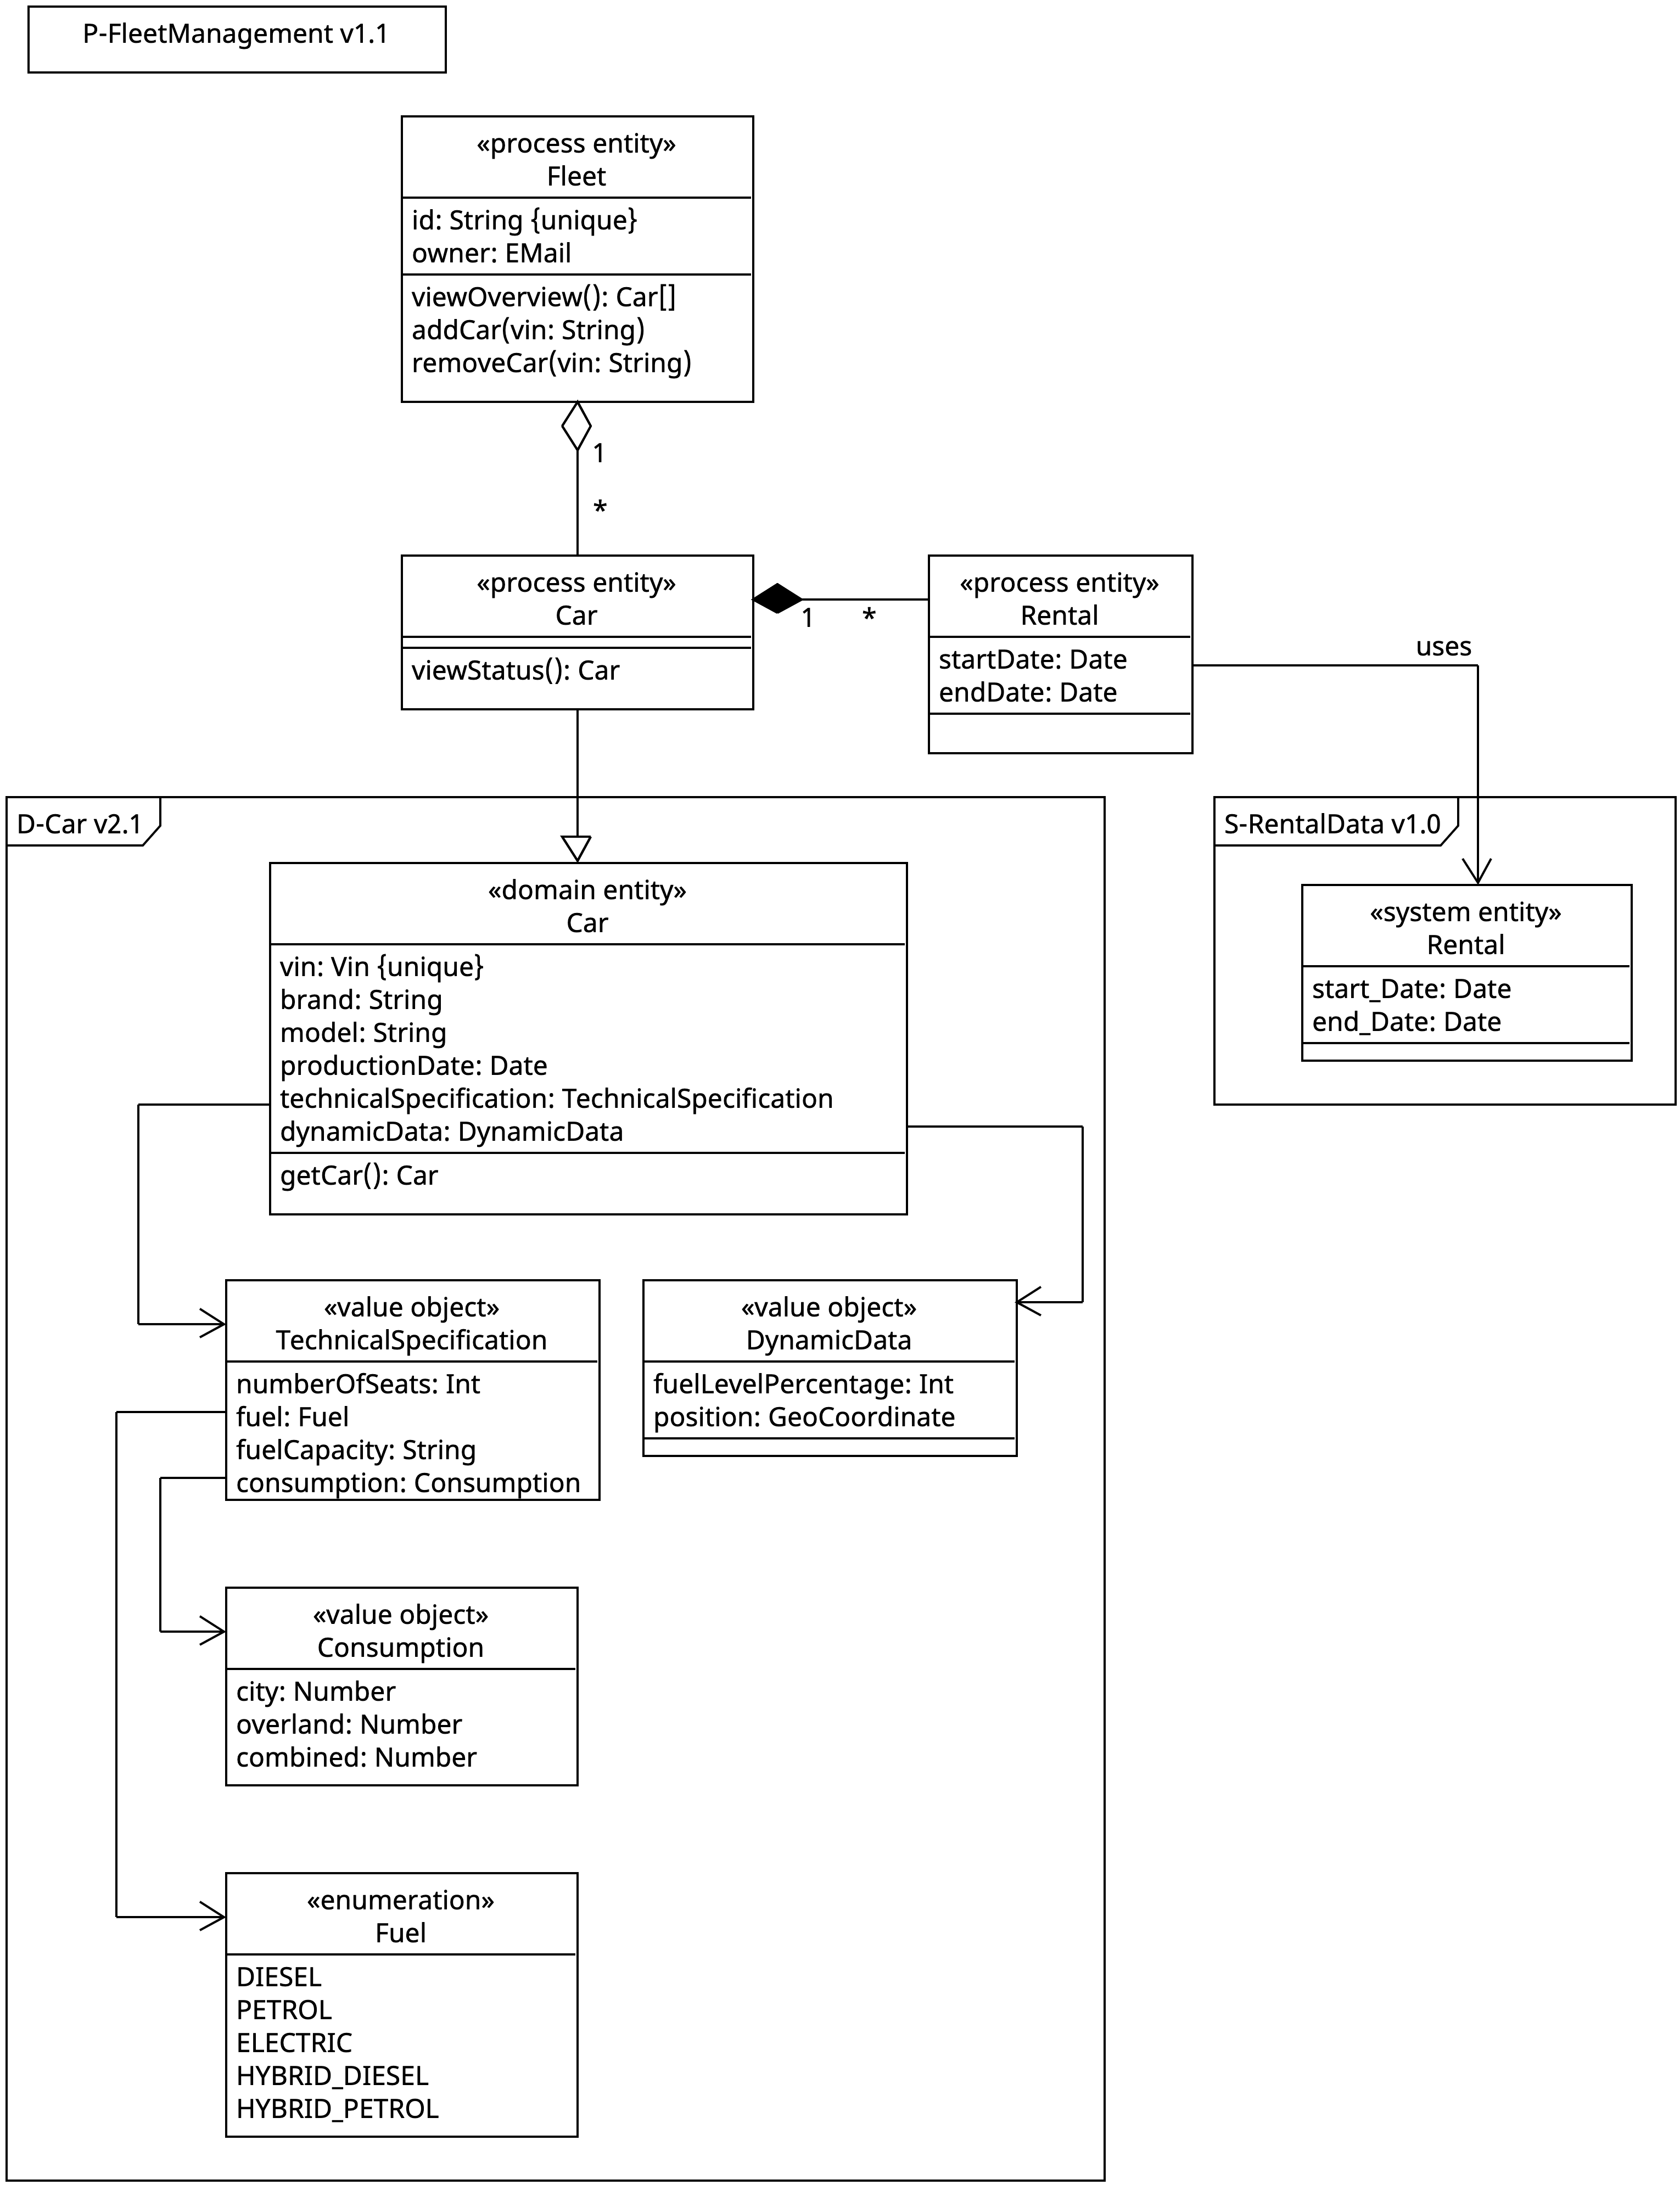 P-FleetManagement v1.1
«process entity»
Fleet
id: String {unique}
owner: EMail
viewOverview(): Car[]
addCar(vin: String)
removeCar(vin: String)
1
*
«process entity»
Car
viewStatus(): Car
1
*
«process entity»
Rental
startDate: Date
endDate: Date
uses
D-Car v2.1
«domain entity»
Car
vin: Vin {unique}
brand: String
model: String
productionDate: Date
technicalSpecification: TechnicalSpecification
dynamicData: DynamicData
getCar(): Car
S-RentalData v1.0
«system entity»
Rental
start_Date: Date
end_Date: Date
«value object»
TechnicalSpecification
numberOfSeats: Int
fuel: Fuel
fuelCapacity: String
consumption: Consumption
«value object»
DynamicData
fuelLevelPercentage: Int
position: GeoCoordinate
«value object»
Consumption
city: Number
overland: Number
combined: Number
«enumeration»
Fuel
DIESEL
PETROL
ELECTRIC
HYBRID_DIESEL
HYBRID_PETROL